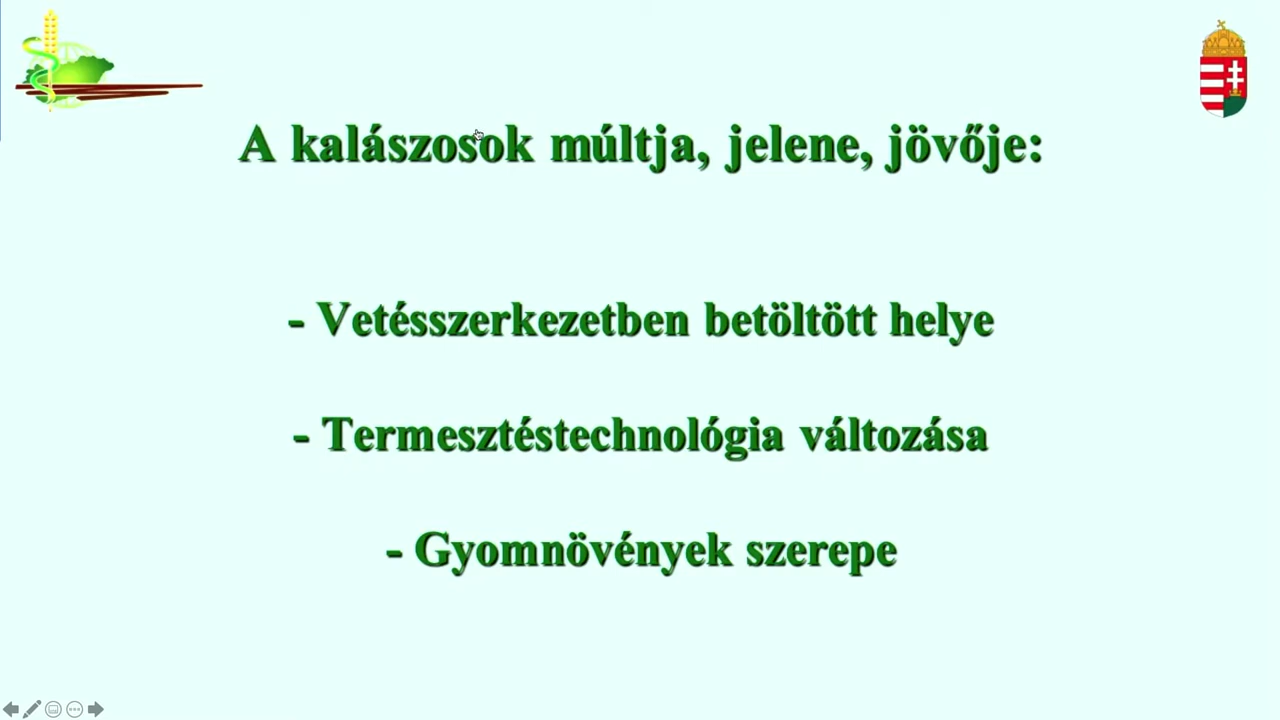 A kalászosok múltja, jelene, jövője:
- Vetésszerkezetben betöltött helye
- Termesztéstechnológia változása
- Gyomnövények szerepe